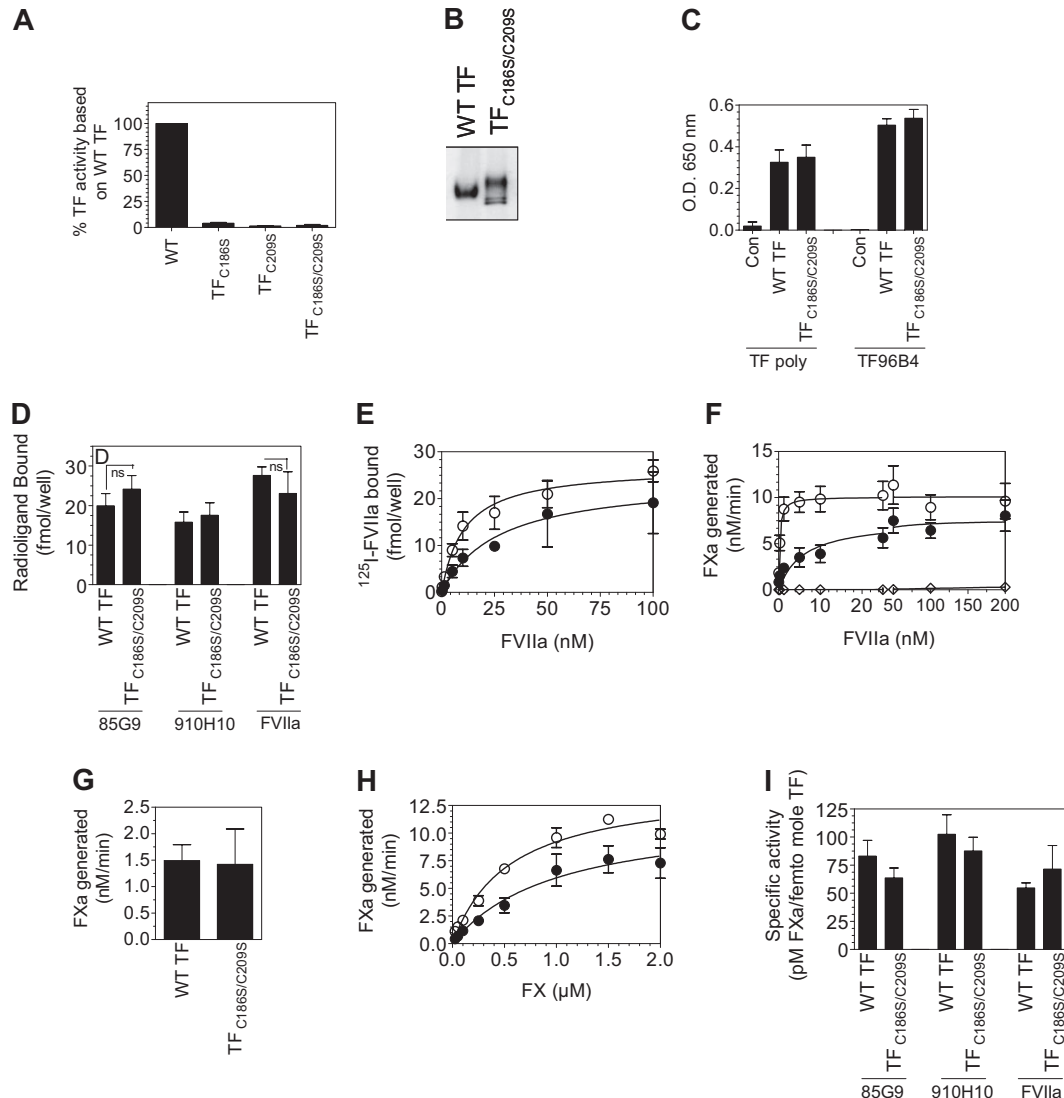 A
% TF activity based
on WT TF
100
75
50
25
0
WT
TFC186S
TFC209S
TFC186S/C209S
B
WT TF
TFC186S/C209S
C
O.D. 650 nm
0.6
0.4
0.2
0.0
Con
WT TF
TFC186S/C209S
Con
WT TF
TFC186S/C209S
TF poly
TF96B4
D
Radioligand Bound
(fmol/well)
D
30
25
20
15
10
5
0
ns
ns
WT TF
TFC186S/C209S
WT TF
TFC186S/C209S
WT TF
TFC186S/C209S
85G9
910H10
FVIIa
E
125I-FVIIa bound
(fmol/well)
30
20
10
0
0
25
50
75
100
FVIIa (nM)
F
FXa generated
(nM/min)
15
10
5
0
0
10
20
50
100
150
200
FVIIa (nM)
G
FXa generated
(nM/min)
2.5
2.0
1.5
1.0
0.5
0.0
WT TF
TFC186S/C209S
H
FXa generated
(nM/min)
12.5
10.0
7.5
5.0
2.5
0.0
0.0
0.5
1.0
1.5
2.0
FX (µM)
I
Specific activity
(pM FXa/femto mole TF)
125
100
75
50
25
0
WT TF
TFC186S/C209S
WT TF
TFC186S/C209S
WT TF
TFC186S/C209S
85G9
910H10
FVIIa